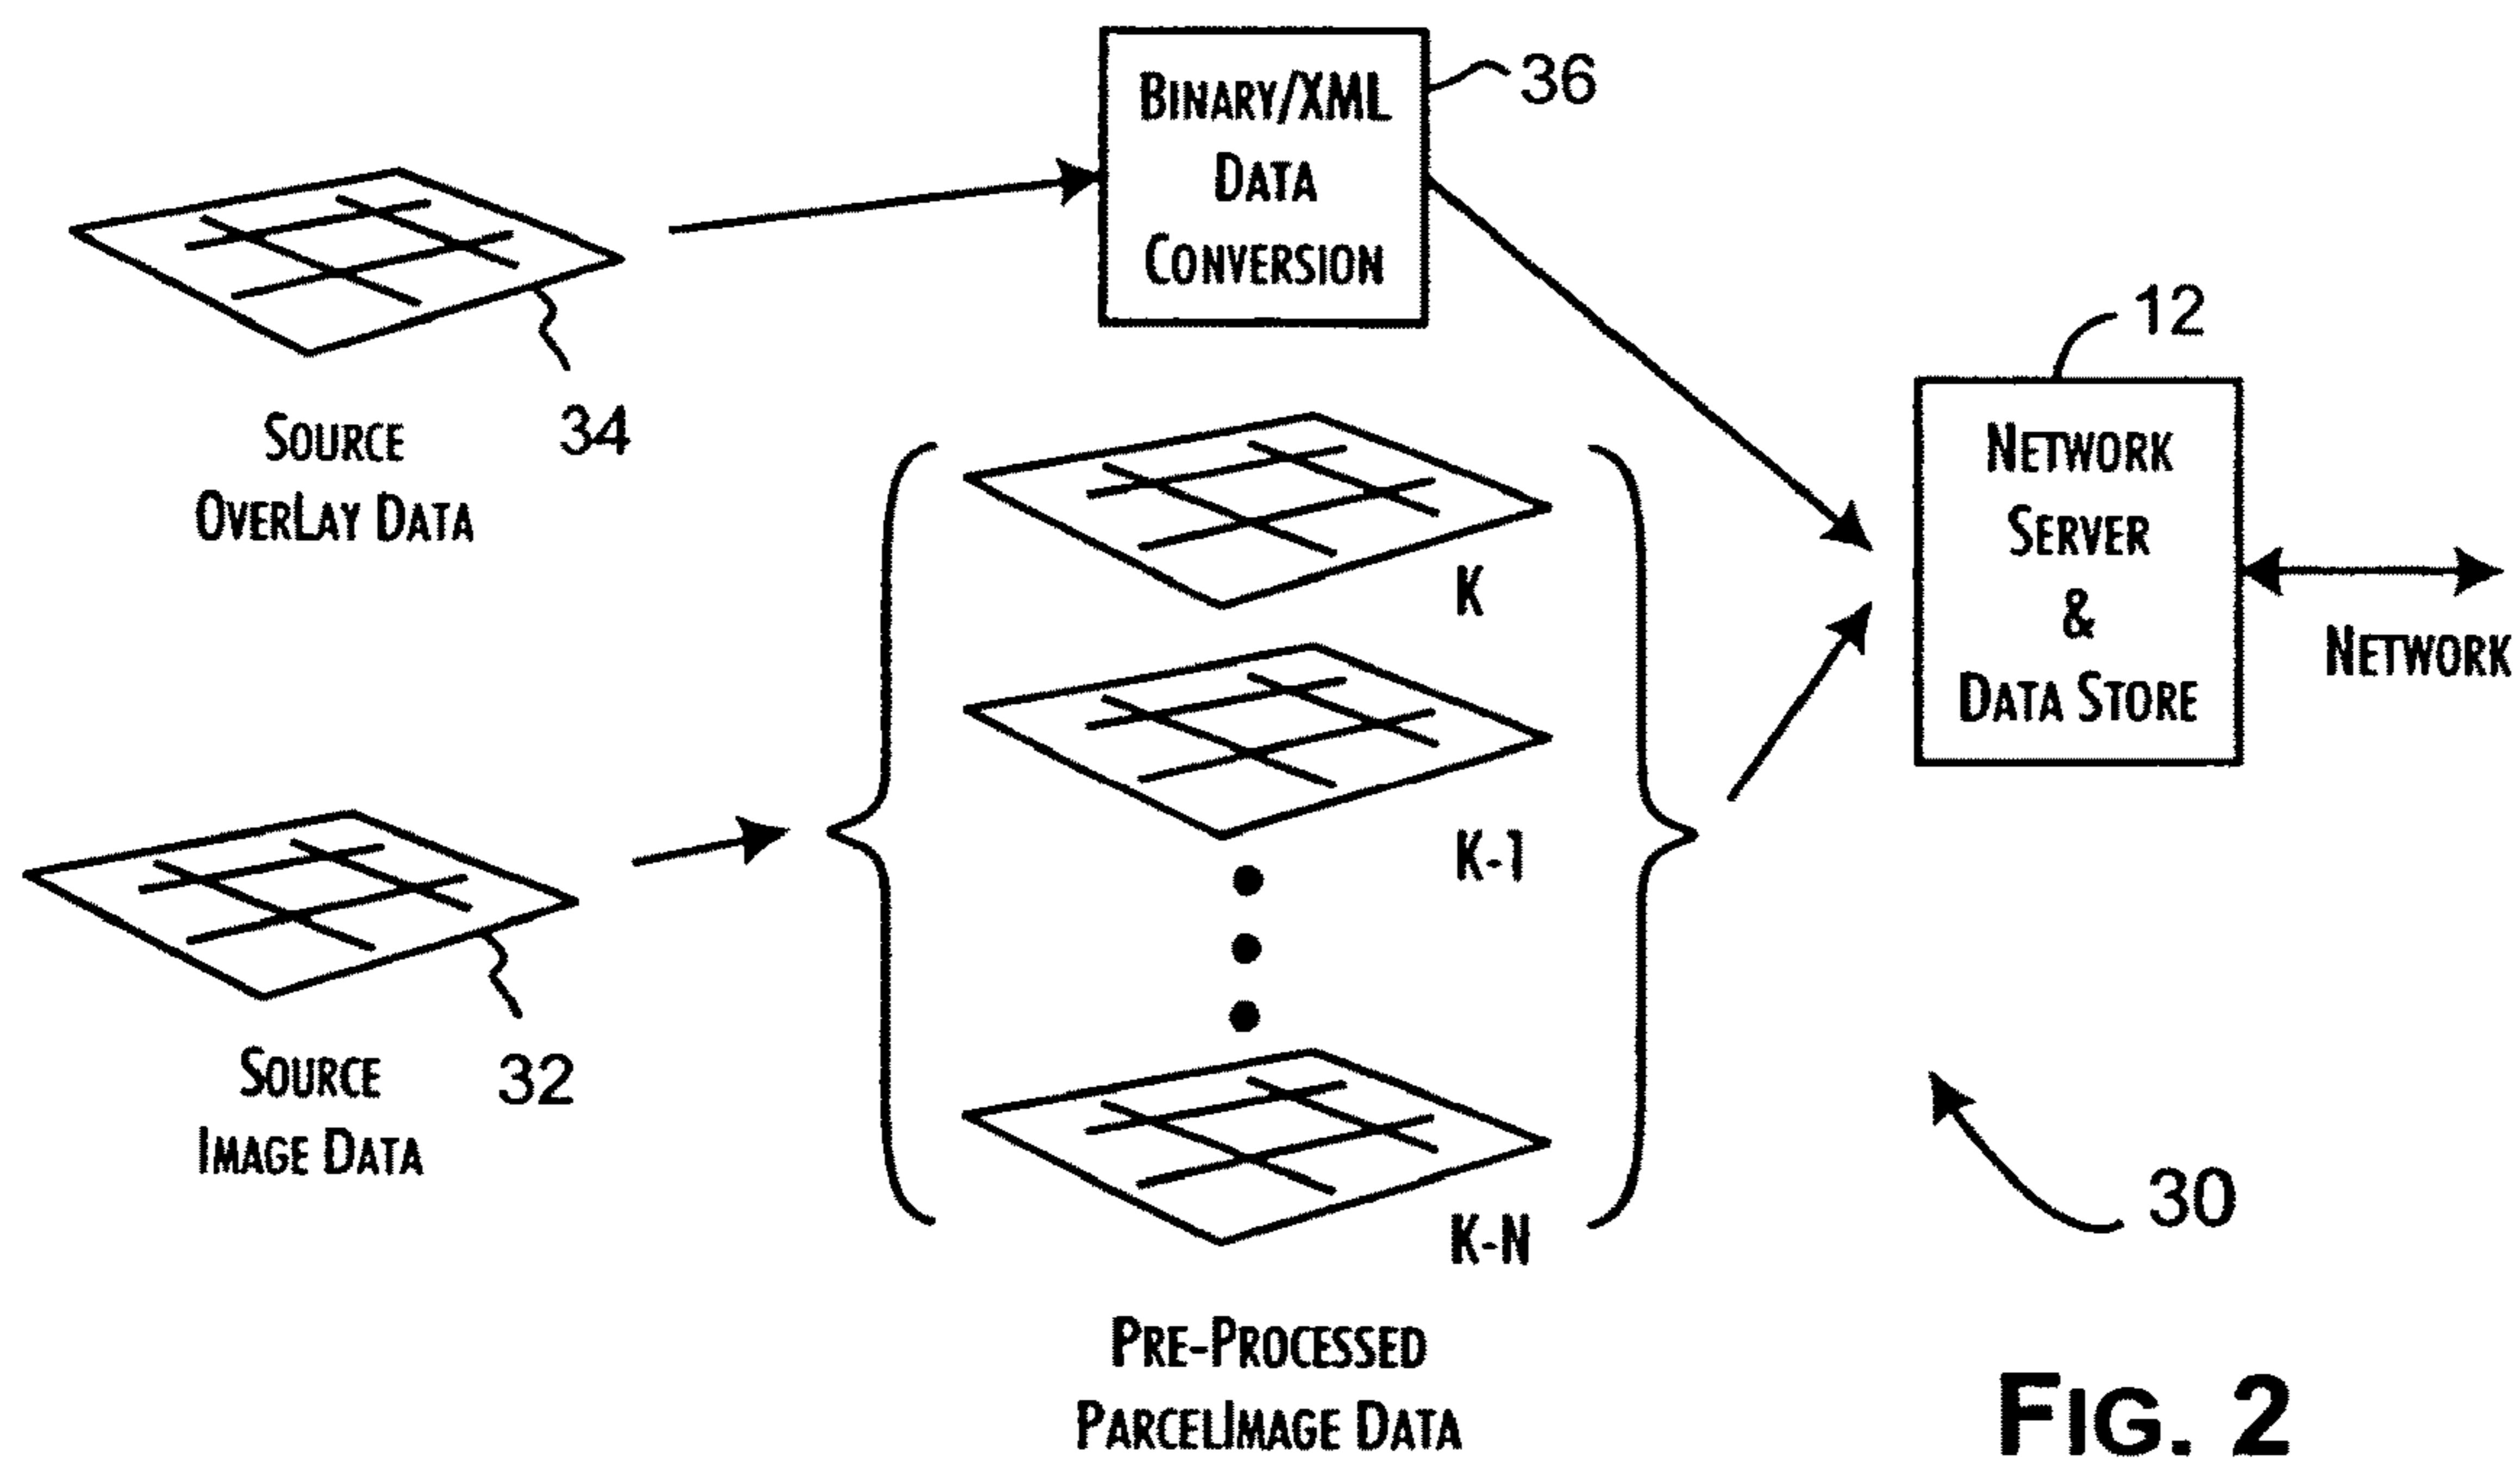 BINARY/XML
DATA
CONVERSION
36
SOURCE
OVERLAY DATA
34
12
NETWORK
SERVER
&
DATA STORE
NETWORK
K
K-1
K-N
SOURCE
IMAGE DATA
32
PRE-PROCESSED
PARCELIMAGE DATA
30
FIG. 2